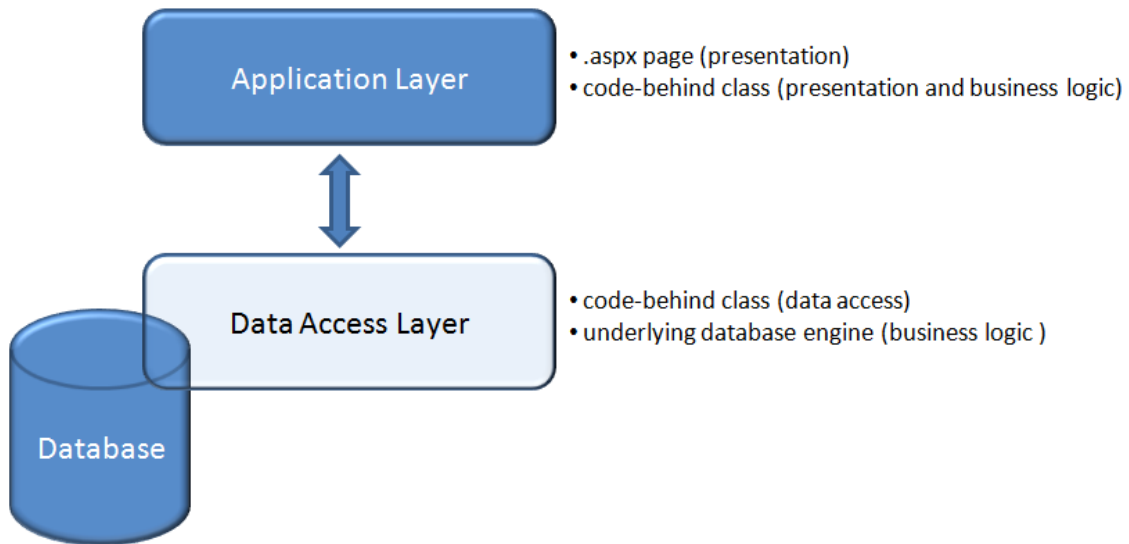 Application Layer
• .aspx page (presentation)
• code-behind class (presentation and business logic)
Data Access Layer
• code-behind class (data access)
• underlying database engine (business logic )
Database